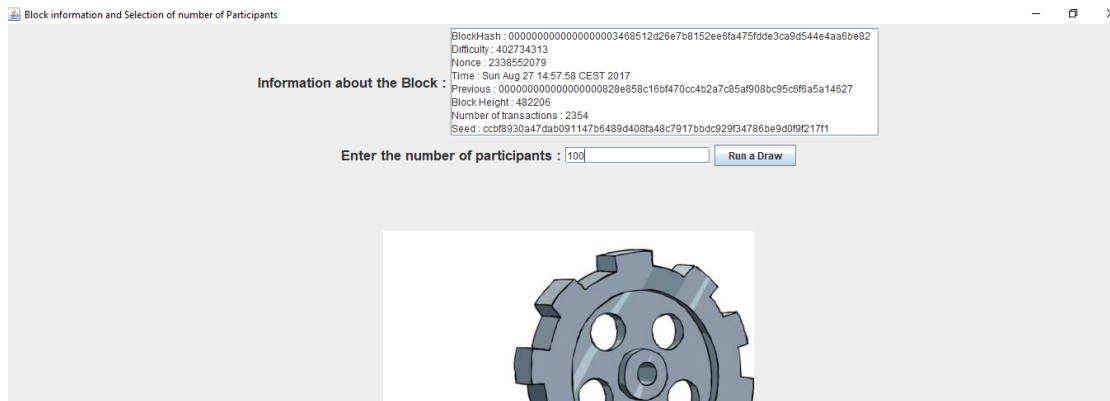 Block information and Selection of number of Participants
Information about the Block :
BlockHash : 0000000000000000003468512d26e7b8152ee6fa475fdde3ca9d544e4aa6be82
Difficulty : 402734313
Nonce : 2338552079
Time : Sun Aug 27 14:57:58 CEST 2017
Previous : 000000000000000000828e858c16bf470cc4b2a7c85af908bc95c6f6a5a14627
Block Height : 482206
Number of transactions : 2354
Seed : ccbf8930a47dab091147b6489d408fa48c7917bbdc929f34786be9d0f9f217f1
Enter the number of participants : 100 Run a Draw